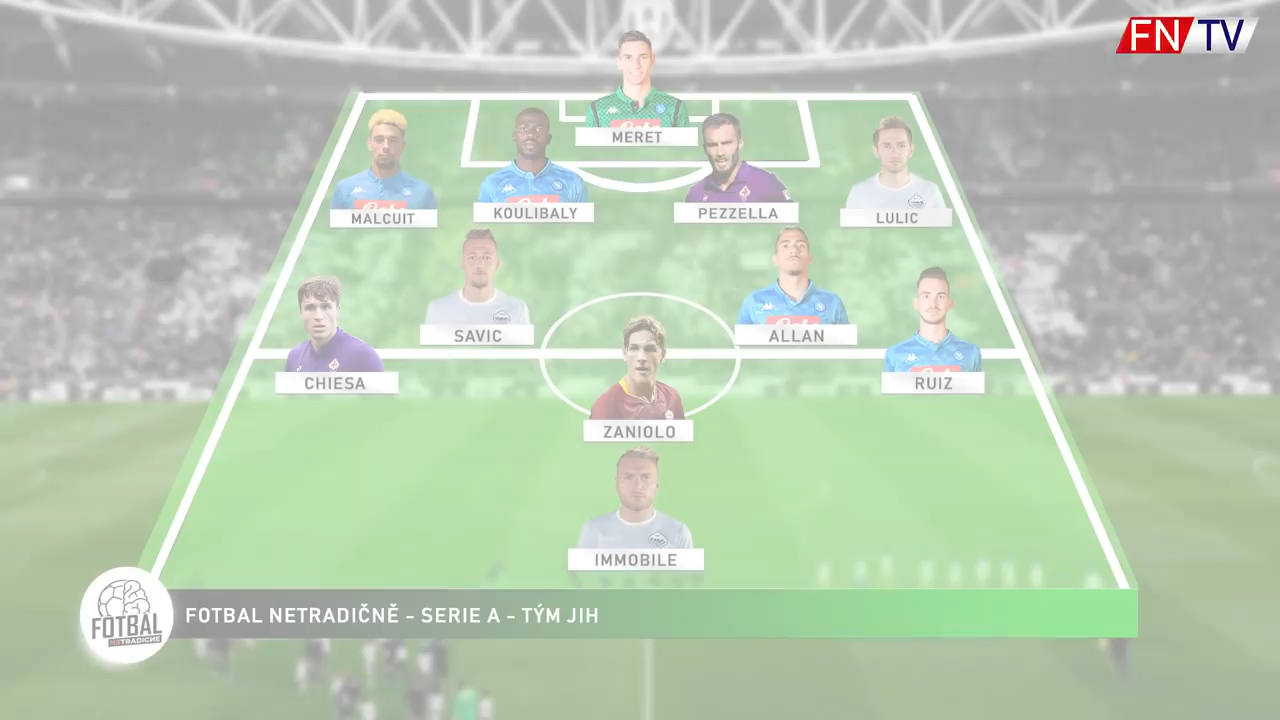 FN TV
MERET
MALCUIT
KOULIBALY
PEZZELLA
LULIC
SAVIC
ALLAN
CHIESA
RUIZ
ZANIOLO
IMMOBILE
FOTBAL NETRADIČNĚ - SERIE A - TÝM JIH
FOTBAL
NETRADIČNĚ